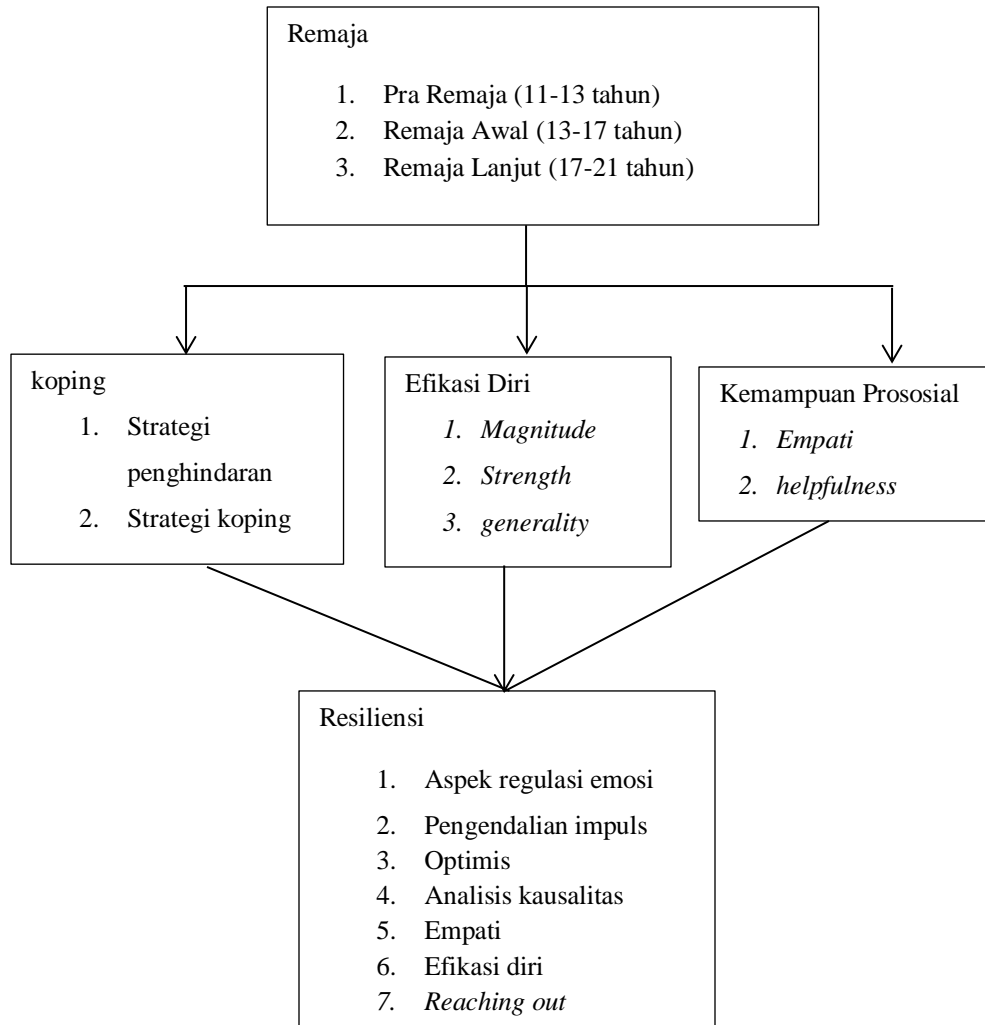 Remaja
1. Pra Remaja (11-13 tahun)
2. Remaja Awal (13-17 tahun)
3. Remaja Lanjut (17-21 tahun)
koping
1. Strategi
penghindaran
2. Strategi koping
Efikasi Diri
1. Magnitude
2. Strength
3. generality
Kemampuan Prososial
1. Empati
2. helpfulness
Resiliensi
1. Aspek regulasi emosi
2. Pengendalian impuls
3. Optimis
4. Analisis kausalitas
5. Empati
6. Efikasi diri
7. Reaching out